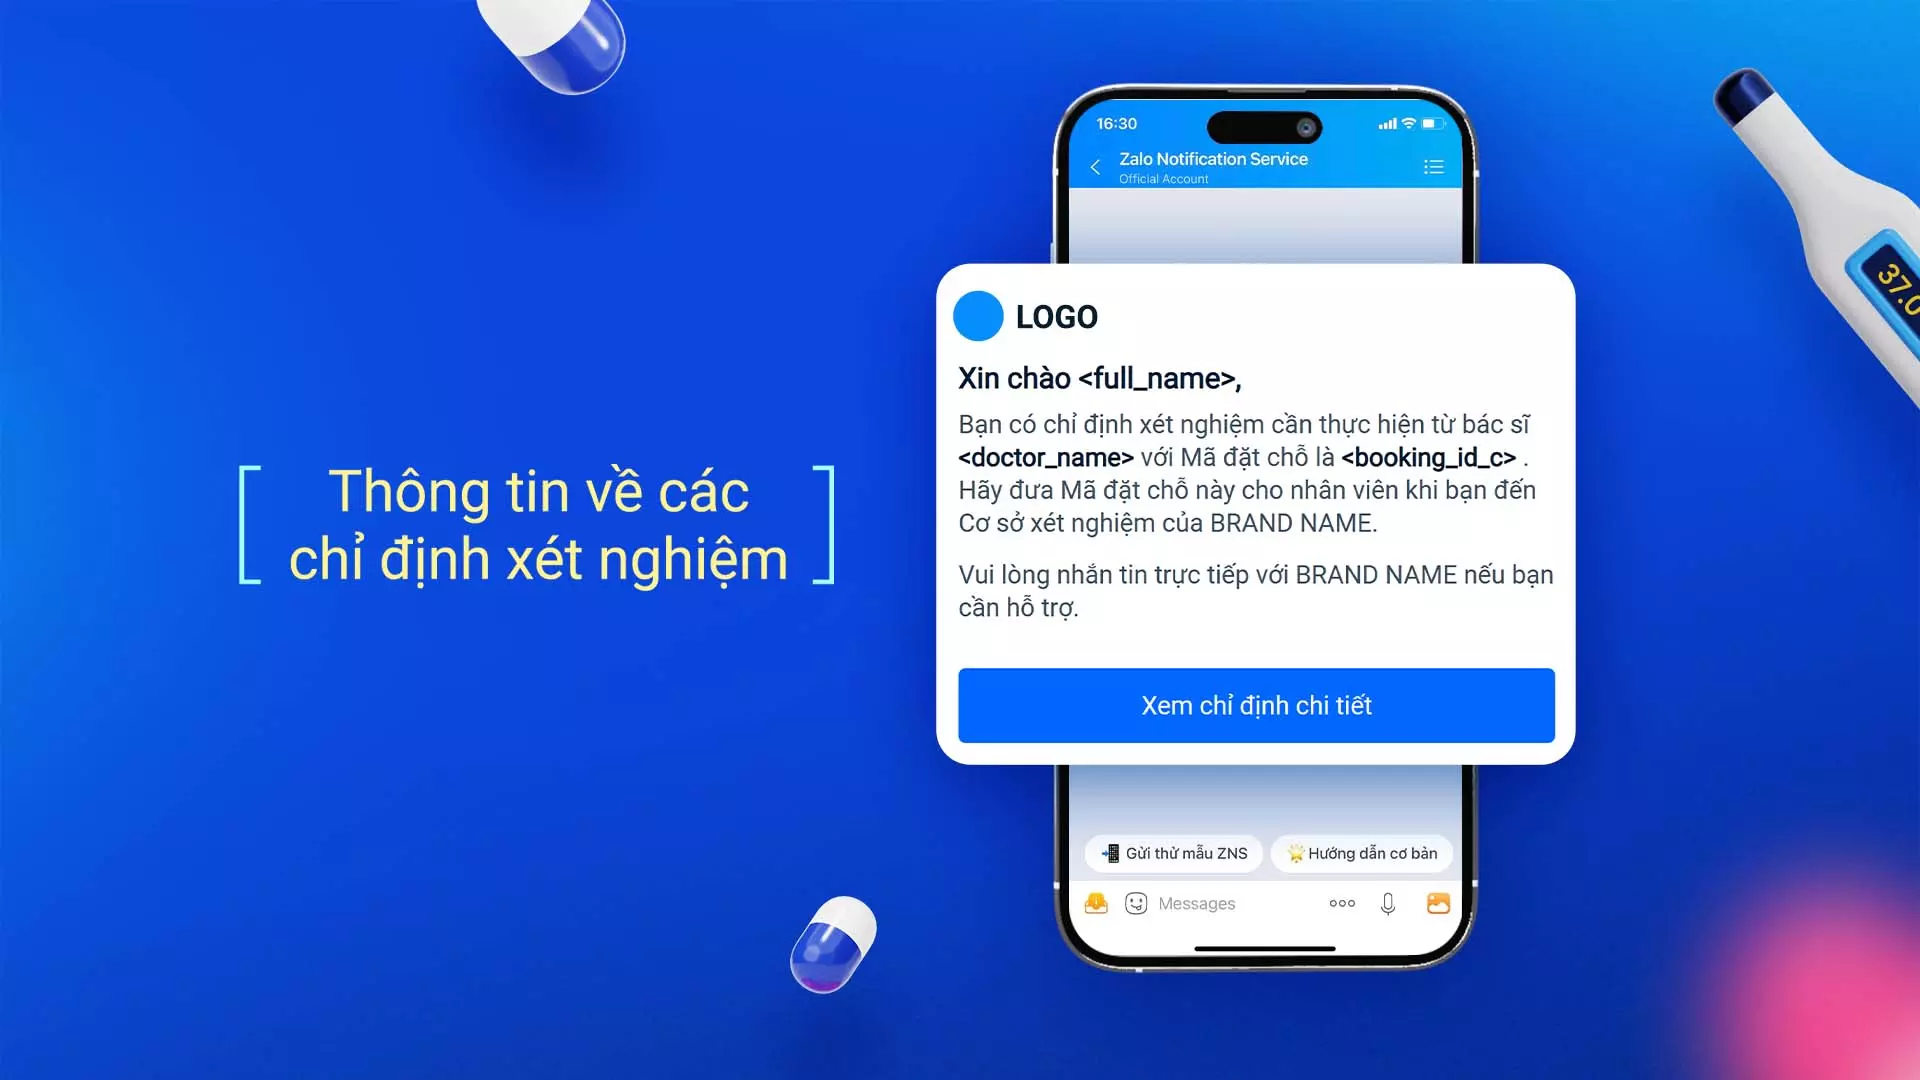 Thông tin về các
chỉ định xét nghiệm
16:30
Zalo Notification Service
Official Account
LOGO
Xin chào <full_name>,
Bạn có chỉ định xét nghiệm cần thực hiện từ bác sĩ
<doctor_name> với Mã đặt chỗ là <booking_id_c> .
Hãy đưa Mã đặt chỗ này cho nhân viên khi bạn đến
Cơ sở xét nghiệm của BRAND NAME.
Vui lòng nhắn tin trực tiếp với BRAND NAME nếu bạn
cần hỗ trợ.
Xem chỉ định chi tiết
Gửi thử mẫu ZNS
Hướng dẫn cơ bản
Messages
37.0